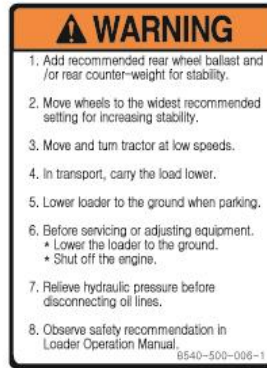 WARNING
1. Add recommended rear wheel ballast and
/or rear counter-weight for stability.
2. Move wheels to the widest recommended
setting for increasing stability.
3. Move and turn tractor at low speeds.
4. In transport, carry the load lower.
5. Lower loader to the ground when parking.
6. Before servicing or adjusting equipment.
* Lower the loader to the ground.
* Shut off the engine.
7. Relieve hydraulic pressure before
disconnecting oil lines.
8. Observe safety recommendation in
Loader Operation Manual.
8540-500-006-1